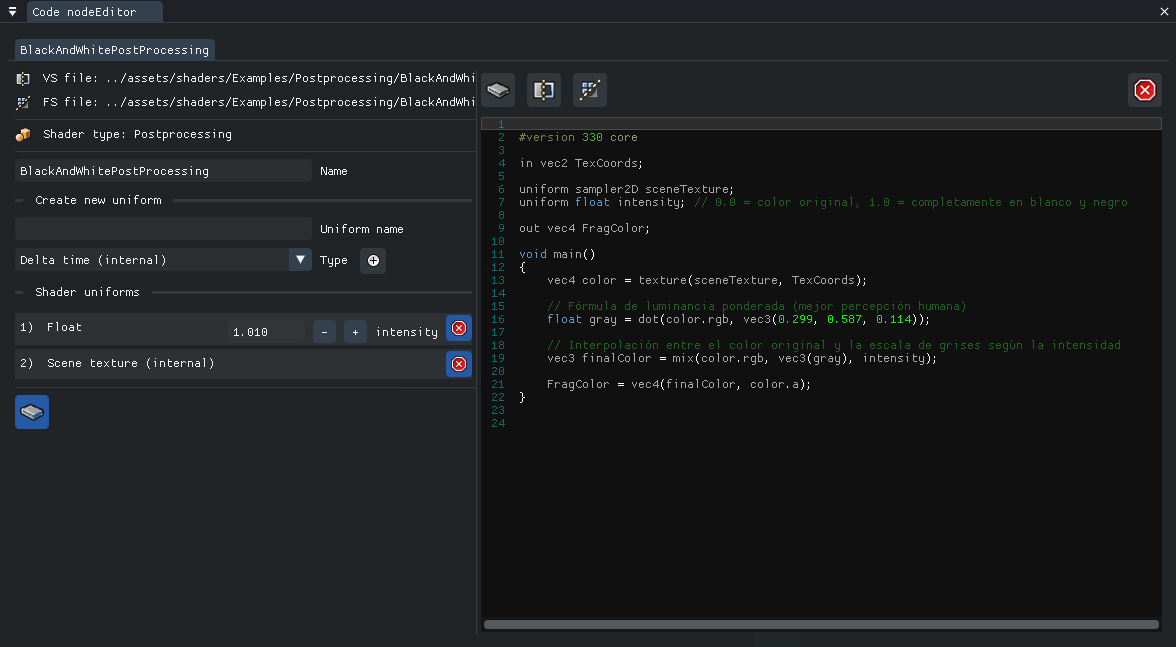 Code nodeEditor
BlackAndWhitePostProcessing
VS file: ../assets/shaders/Examples/Postprocessing/BlackAndWhi
FS file: ../assets/shaders/Examples/Postprocessing/BlackAndWhi
Shader type: Postprocessing
BlackAndWhitePostProcessing Name
Create new uniform
Uniform name
Delta time (internal) Type
Shader uniforms
1) Float 1.010 - + intensity
2) Scene texture (internal)
1
2 #version 330 core
3
4 in vec2 TexCoords;
5
6 uniform sampler2D sceneTexture;
7 uniform float intensity; // 0.0 = color original, 1.0 = completamente en blanco y negro
8
9 out vec4 FragColor;
10
11 void main()
12 {
13 vec4 color = texture(sceneTexture, TexCoords);
14
15 // Fórmula de luminancia ponderada (mejor percepción humana)
16 float gray = dot(color.rgb, vec3(0.299, 0.587, 0.114));
17
18 // Interpolación entre el color original y la escala de grises según la intensidad
19 vec3 finalColor = mix(color.rgb, vec3(gray), intensity);
20
21 FragColor = vec4(finalColor, color.a);
22 }
23
24